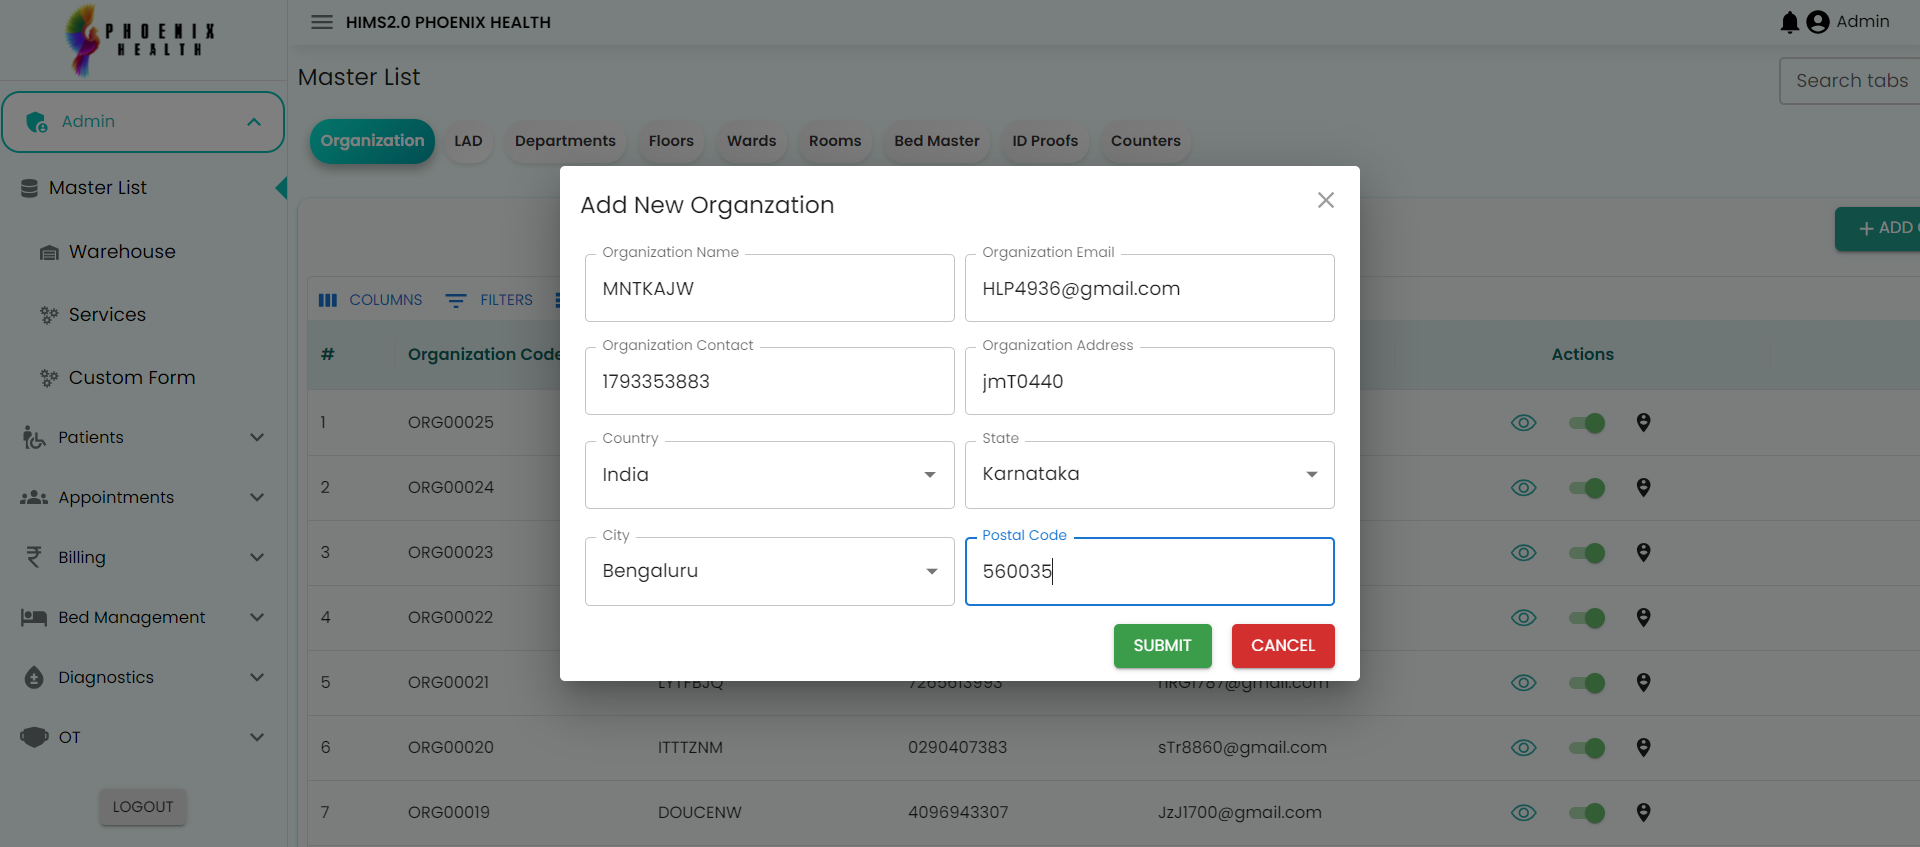 PHOENIX
HEALTH
HIMS2.0 PHOENIX HEALTH
Admin
Master List
Search tabs
Admin
Organization
LAD
Departments
Floors
Wards
Rooms
Bed Master
ID Proofs
Counters
Master List
Warehouse
Services
Custom Form
Patients
Appointments
Billing
Bed Management
Diagnostics
OT
LOGOUT
+ ADD
COLUMNS
FILTERS
# Organization Code Actions
1 ORG00025
2 ORG00024
3 ORG00023
4 ORG00022
5 ORG00021 7265613993
6 ORG00020 ITTTZNM 0290407383 sTr8860@gmail.com
7 ORG00019 DOUCENW 4096943307 JzJ1700@gmail.com
Add New Organzation
Organization Name
MNTKAJW
Organization Email
HLP4936@gmail.com
Organization Contact
1793353883
Organization Address
jmT0440
Country
India
State
Karnataka
City
Bengaluru
Postal Code
560035
SUBMIT
CANCEL